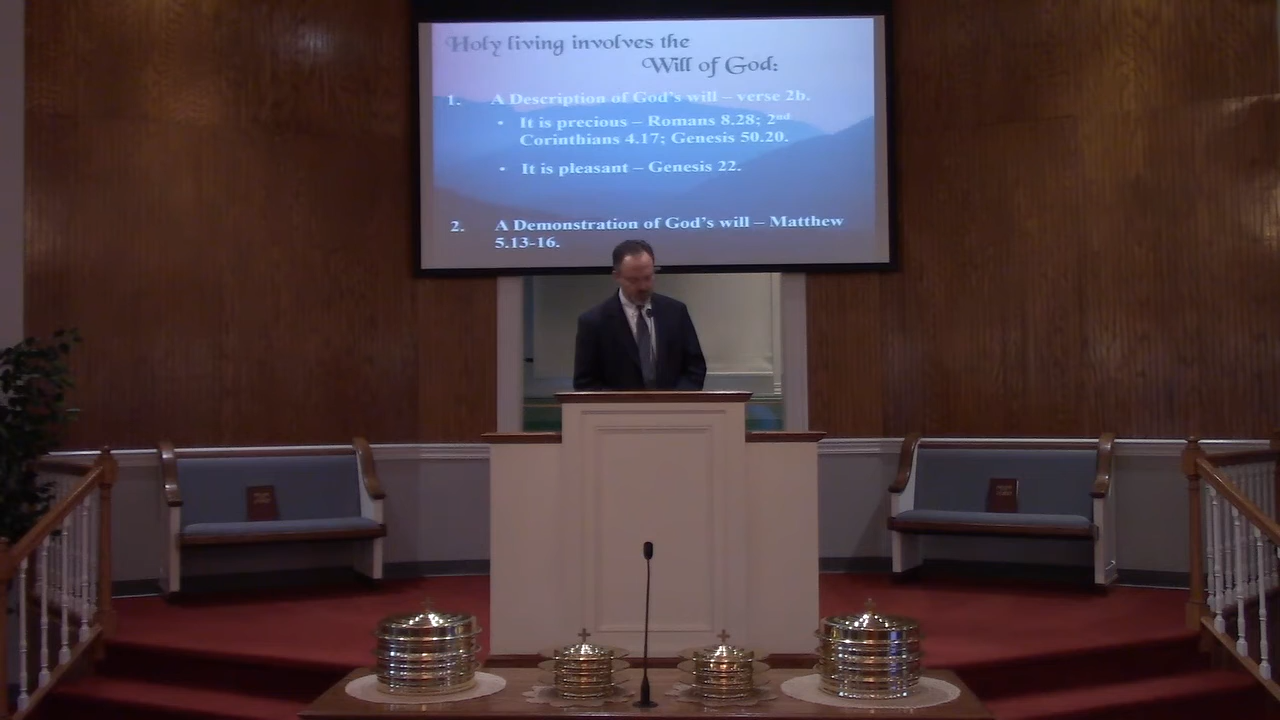 Holy living involves the
Will of God:
1. A Description of God's will – verse 2b.
• It is precious – Romans 8.28; 2nd
Corinthians 4.17; Genesis 50.20.
• It is pleasant – Genesis 22.
2. A Demonstration of God's will – Matthew
5.13-16.